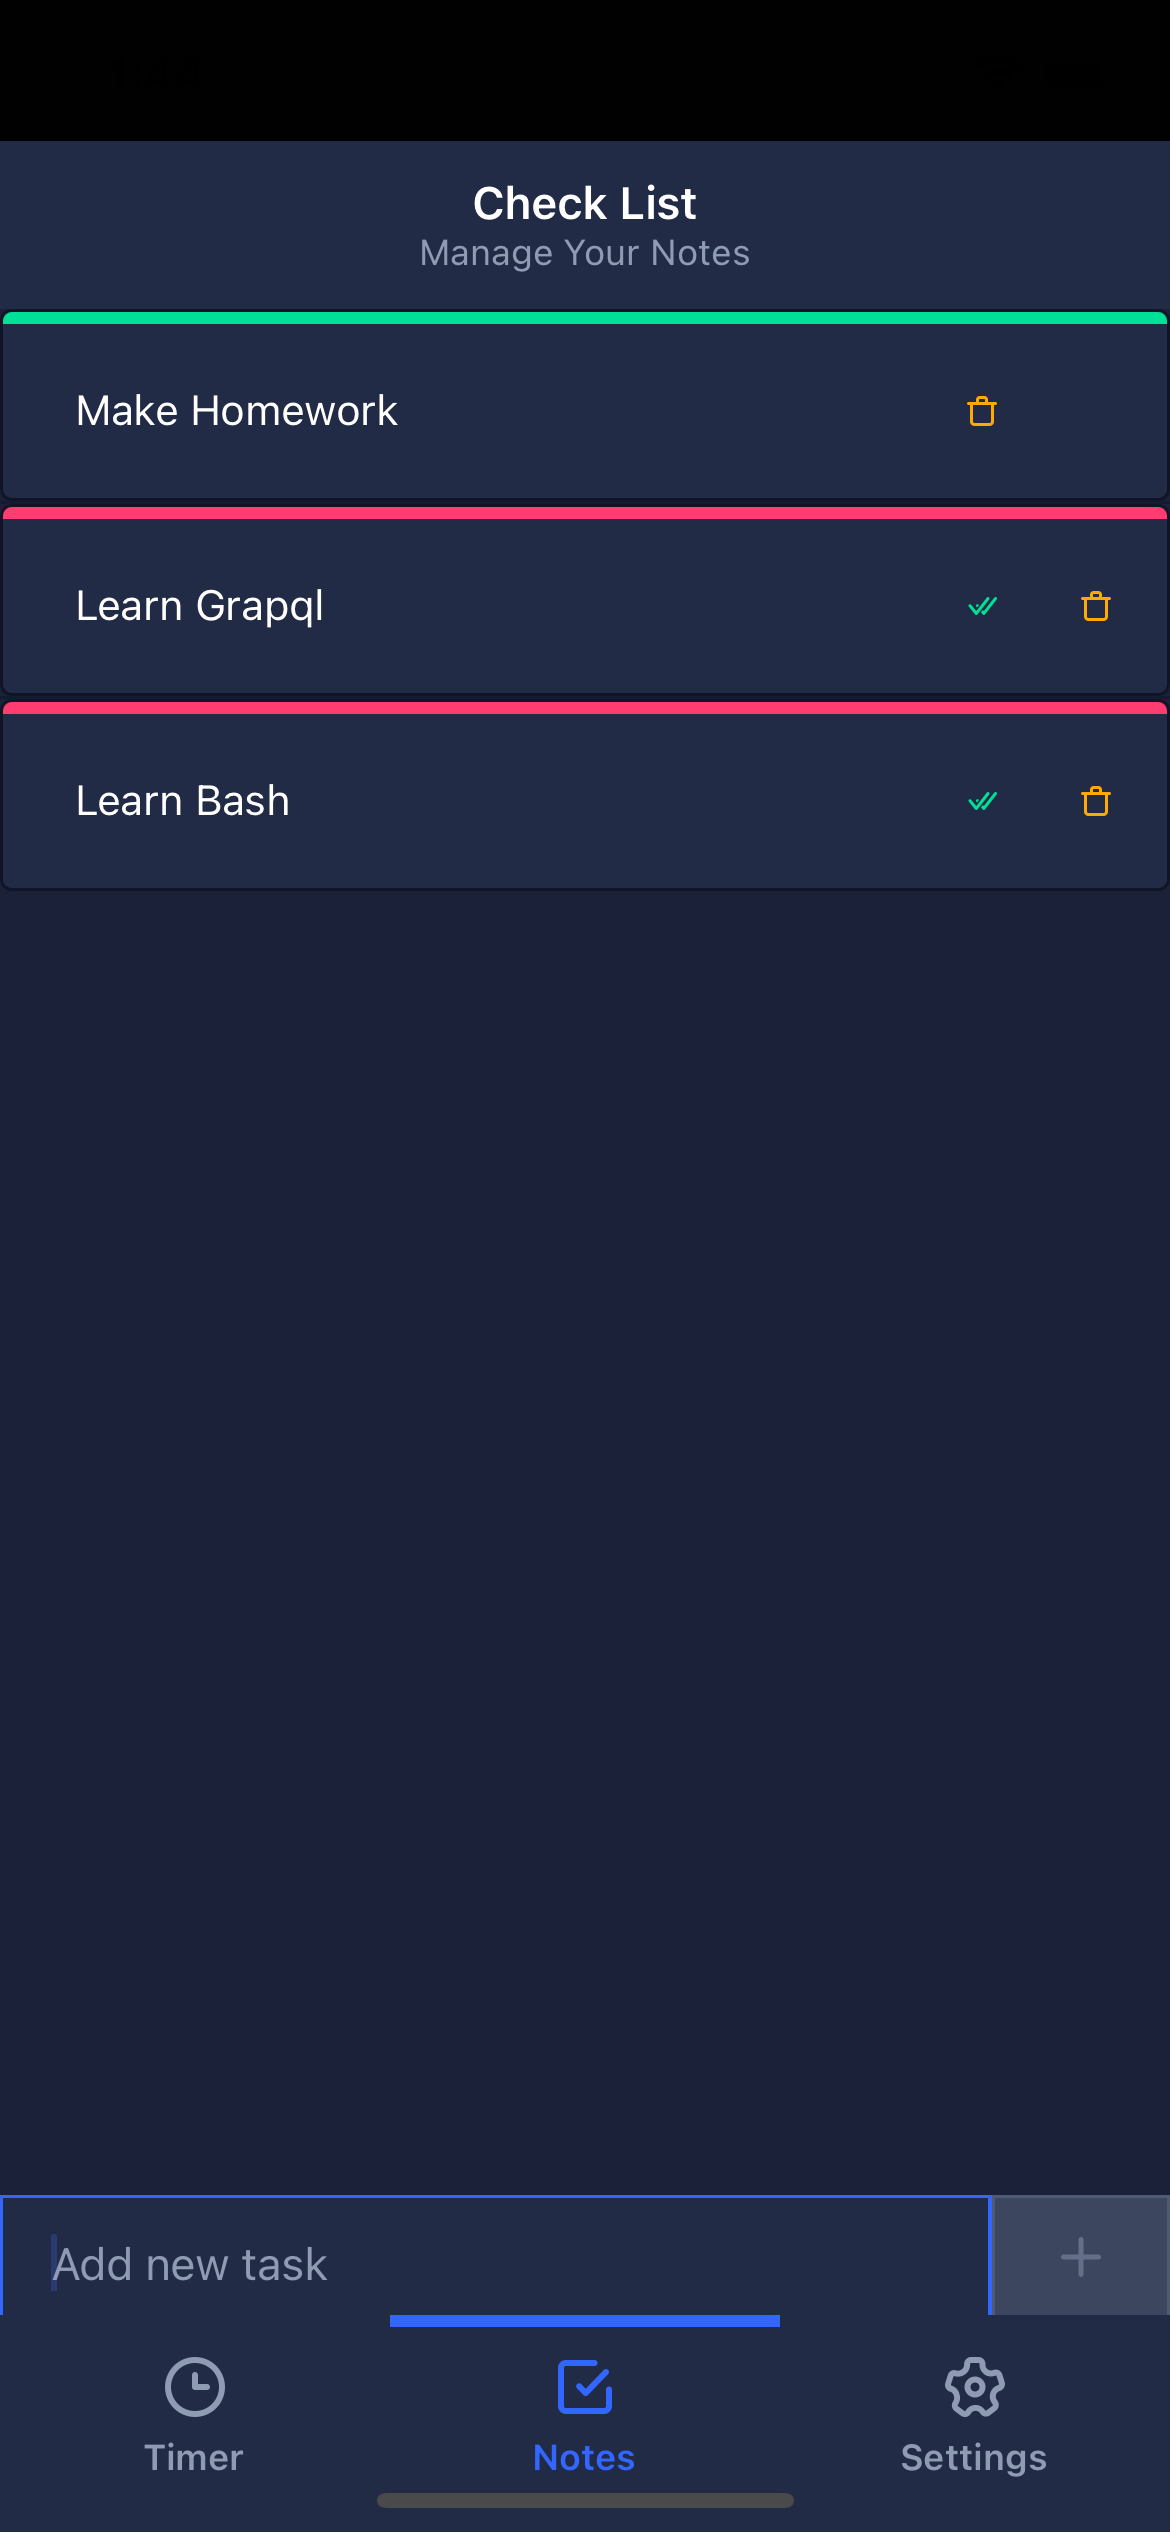 Check List
Manage Your Notes
Make Homework
Learn Grapql
Learn Bash
Add new task
Timer
Notes
Settings